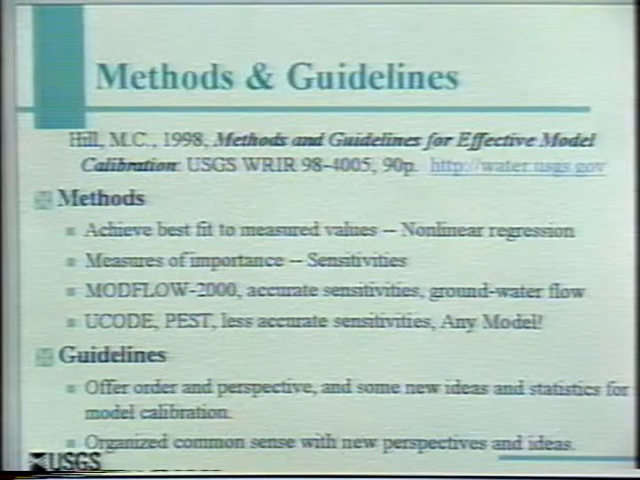 Methods & Guidelines
Hill, M.C., 1998, Methods and Guidelines for Effective Model
Calibration: USGS WRIR 98-4005, 90p. http://water.usgs.gov
Methods
Achieve best fit to measured values -- Nonlinear regression
Measures of importance -- Sensitivities
MODFLOW-2000, accurate sensitivities, ground-water flow
UCODE, PEST, less accurate sensitivities, Any Model!
Guidelines
Offer order and perspective, and some new ideas and statistics for
model calibration.
Organized common sense with new perspectives and ideas.
USGS